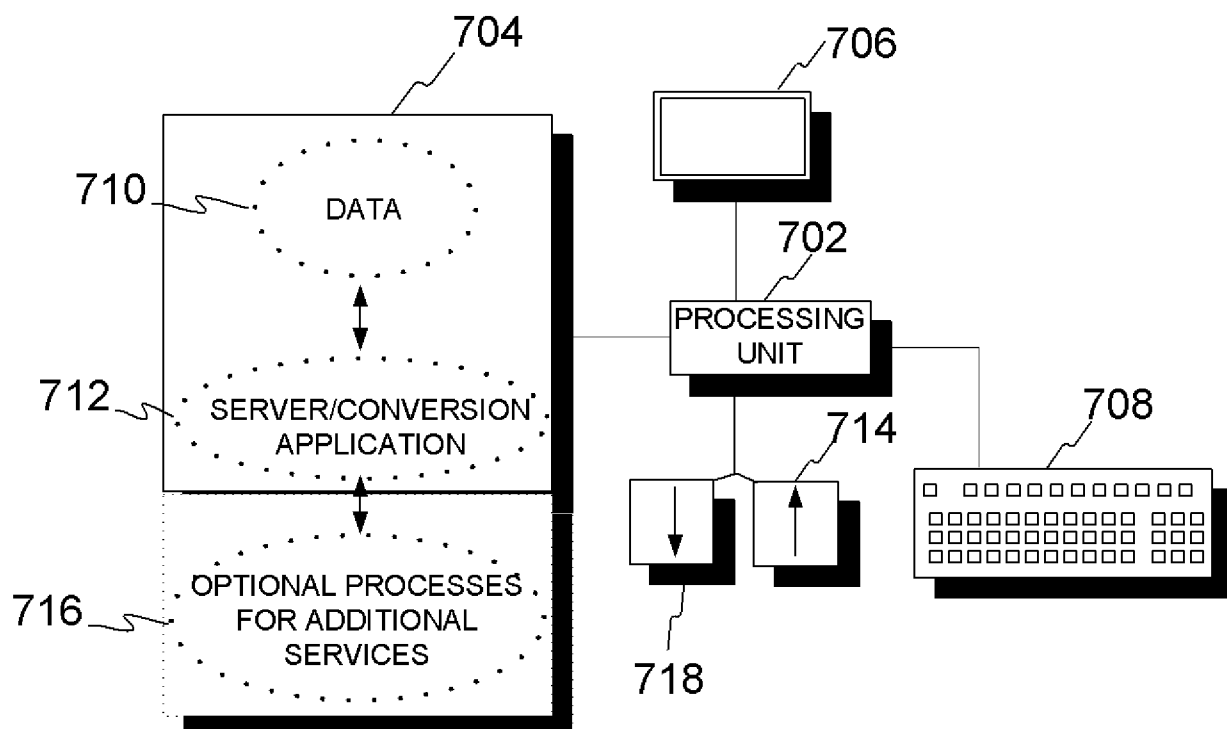 704
706
710
DATA
702
PROCESSING
UNIT
712
SERVER/CONVERSION
APPLICATION
714
708
716
OPTIONAL PROCESSES
FOR ADDITIONAL
SERVICES
718